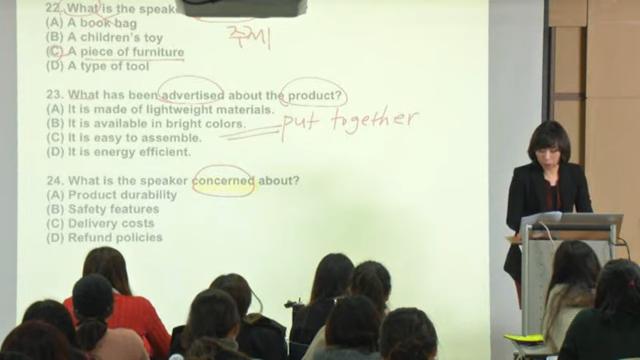 22. What is the speake
주제
(A) A book bag
(B) A children's toy
(C) A piece of furniture
(D) A type of tool
23. What has been advertised about the product?
(A) It is made of lightweight materials.
(B) It is available in bright colors.
put together
(C) It is easy to assemble.
(D) It is energy efficient.
24. What is the speaker concerned about?
(A) Product durability
(B) Safety features
(C) Delivery costs
(D) Refund policies